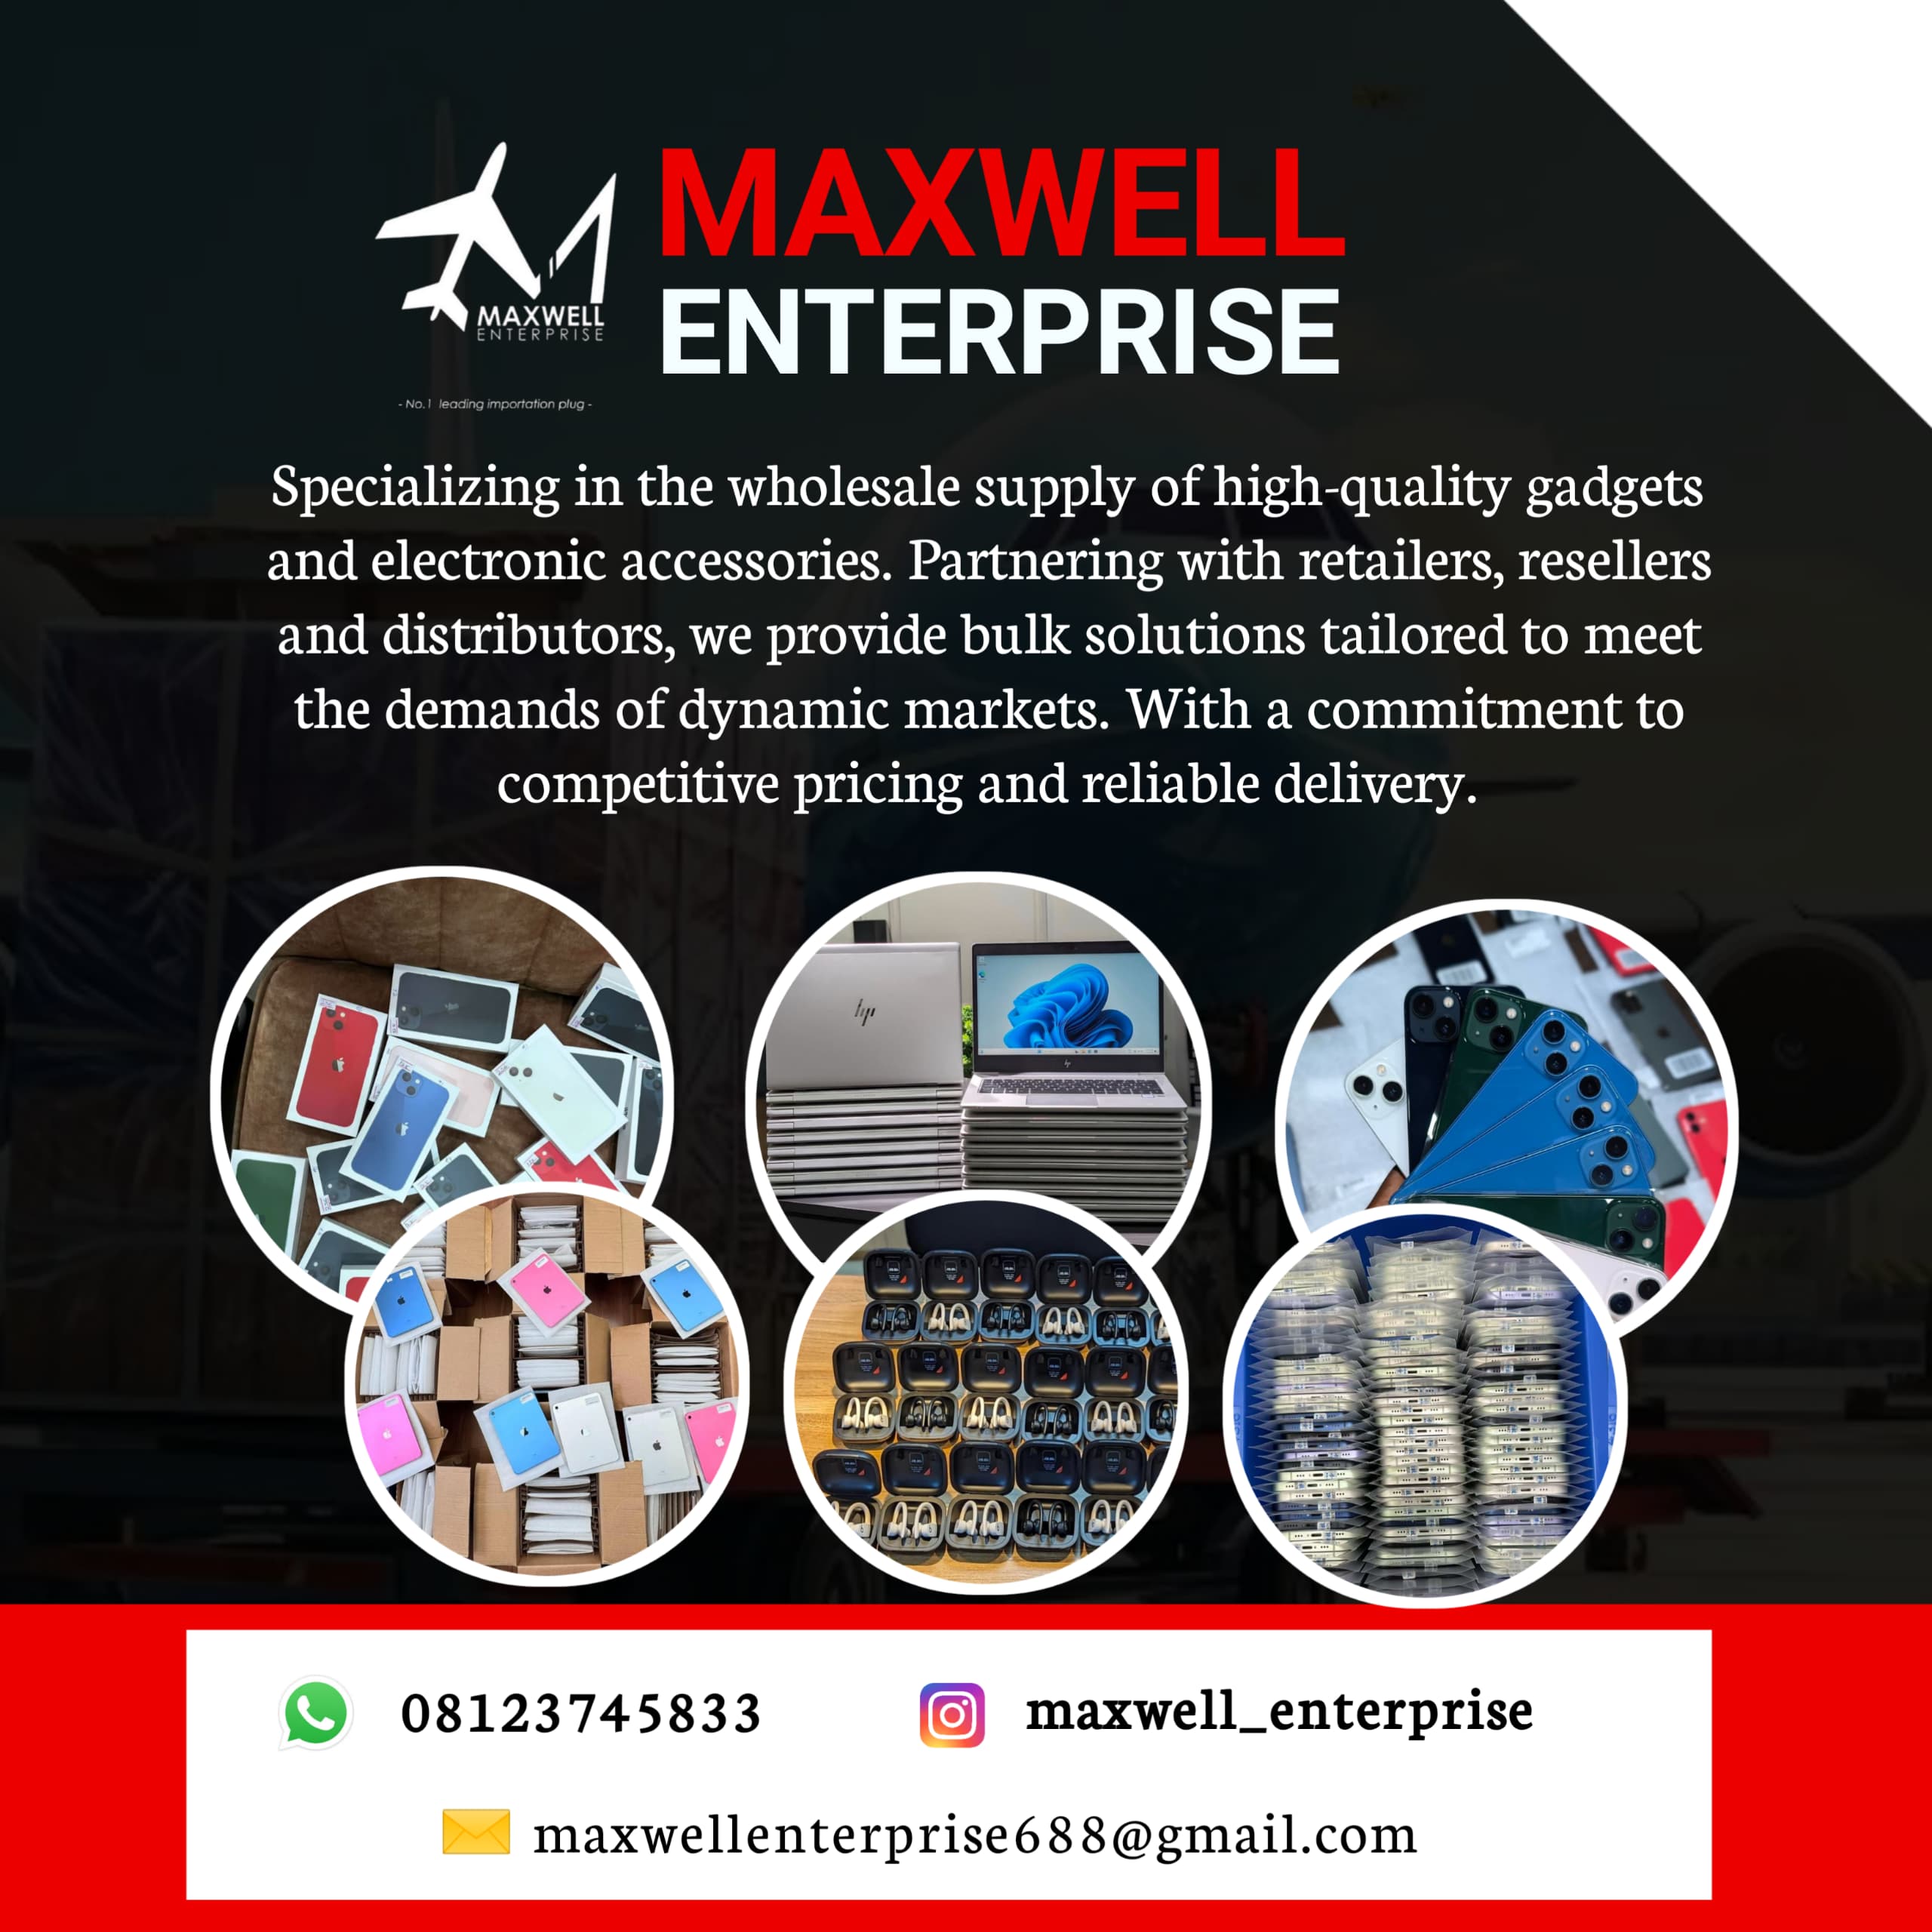 MAXWELL
ENTERPRISE
MAXWELL
ENTERPRISE
- No.1 leading importation plug -
Specializing in the wholesale supply of high-quality gadgets
and electronic accessories. Partnering with retailers, resellers
and distributors, we provide bulk solutions tailored to meet
the demands of dynamic markets. With a commitment to
competitive pricing and reliable delivery.
hp
hp
08123745833
maxwell_enterprise
maxwellenterprise688@gmail.com